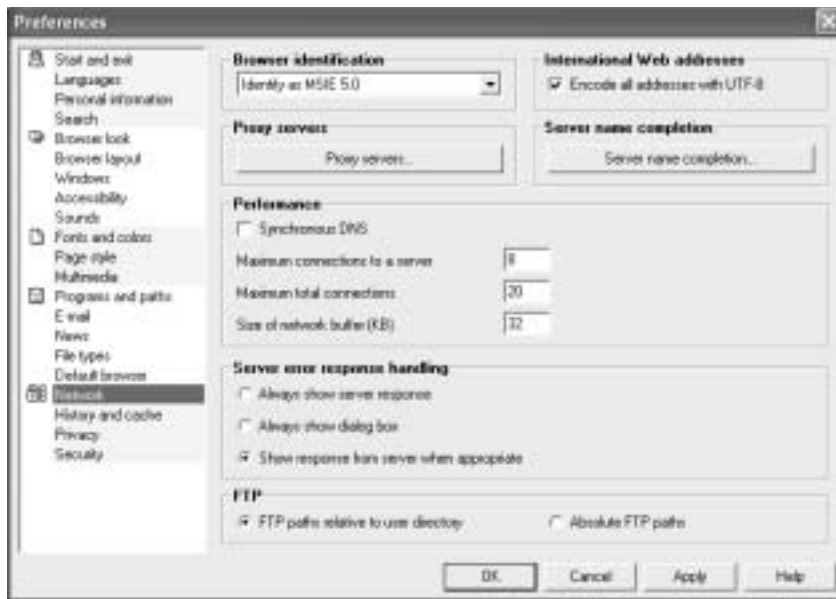 Preferences
Start and exit
Languages
Personal information
Search
Browser look
Browser layout
Windows
Accessibility
Sounds
Fonts and colors
Page style
Multimedia
Programs and paths
E-mail
News
File types
Default browser
Network
History and cache
Privacy
Security
Browser identification
Identify as MSIE 5.0
International Web addresses
Encode all addresses with UTF-8
Proxy servers
Proxy servers...
Server name completion
Server name completion...
Performance
Synchronous DNS
Maximum connections to a server 8
Maximum total connections 20
Size of network buffer (KB) 32
Server error response handling
Always show server response
Always show dialog box
Show response from server when appropriate
FTP
FTP paths relative to user directory
Absolute FTP paths
OK Cancel Apply Help